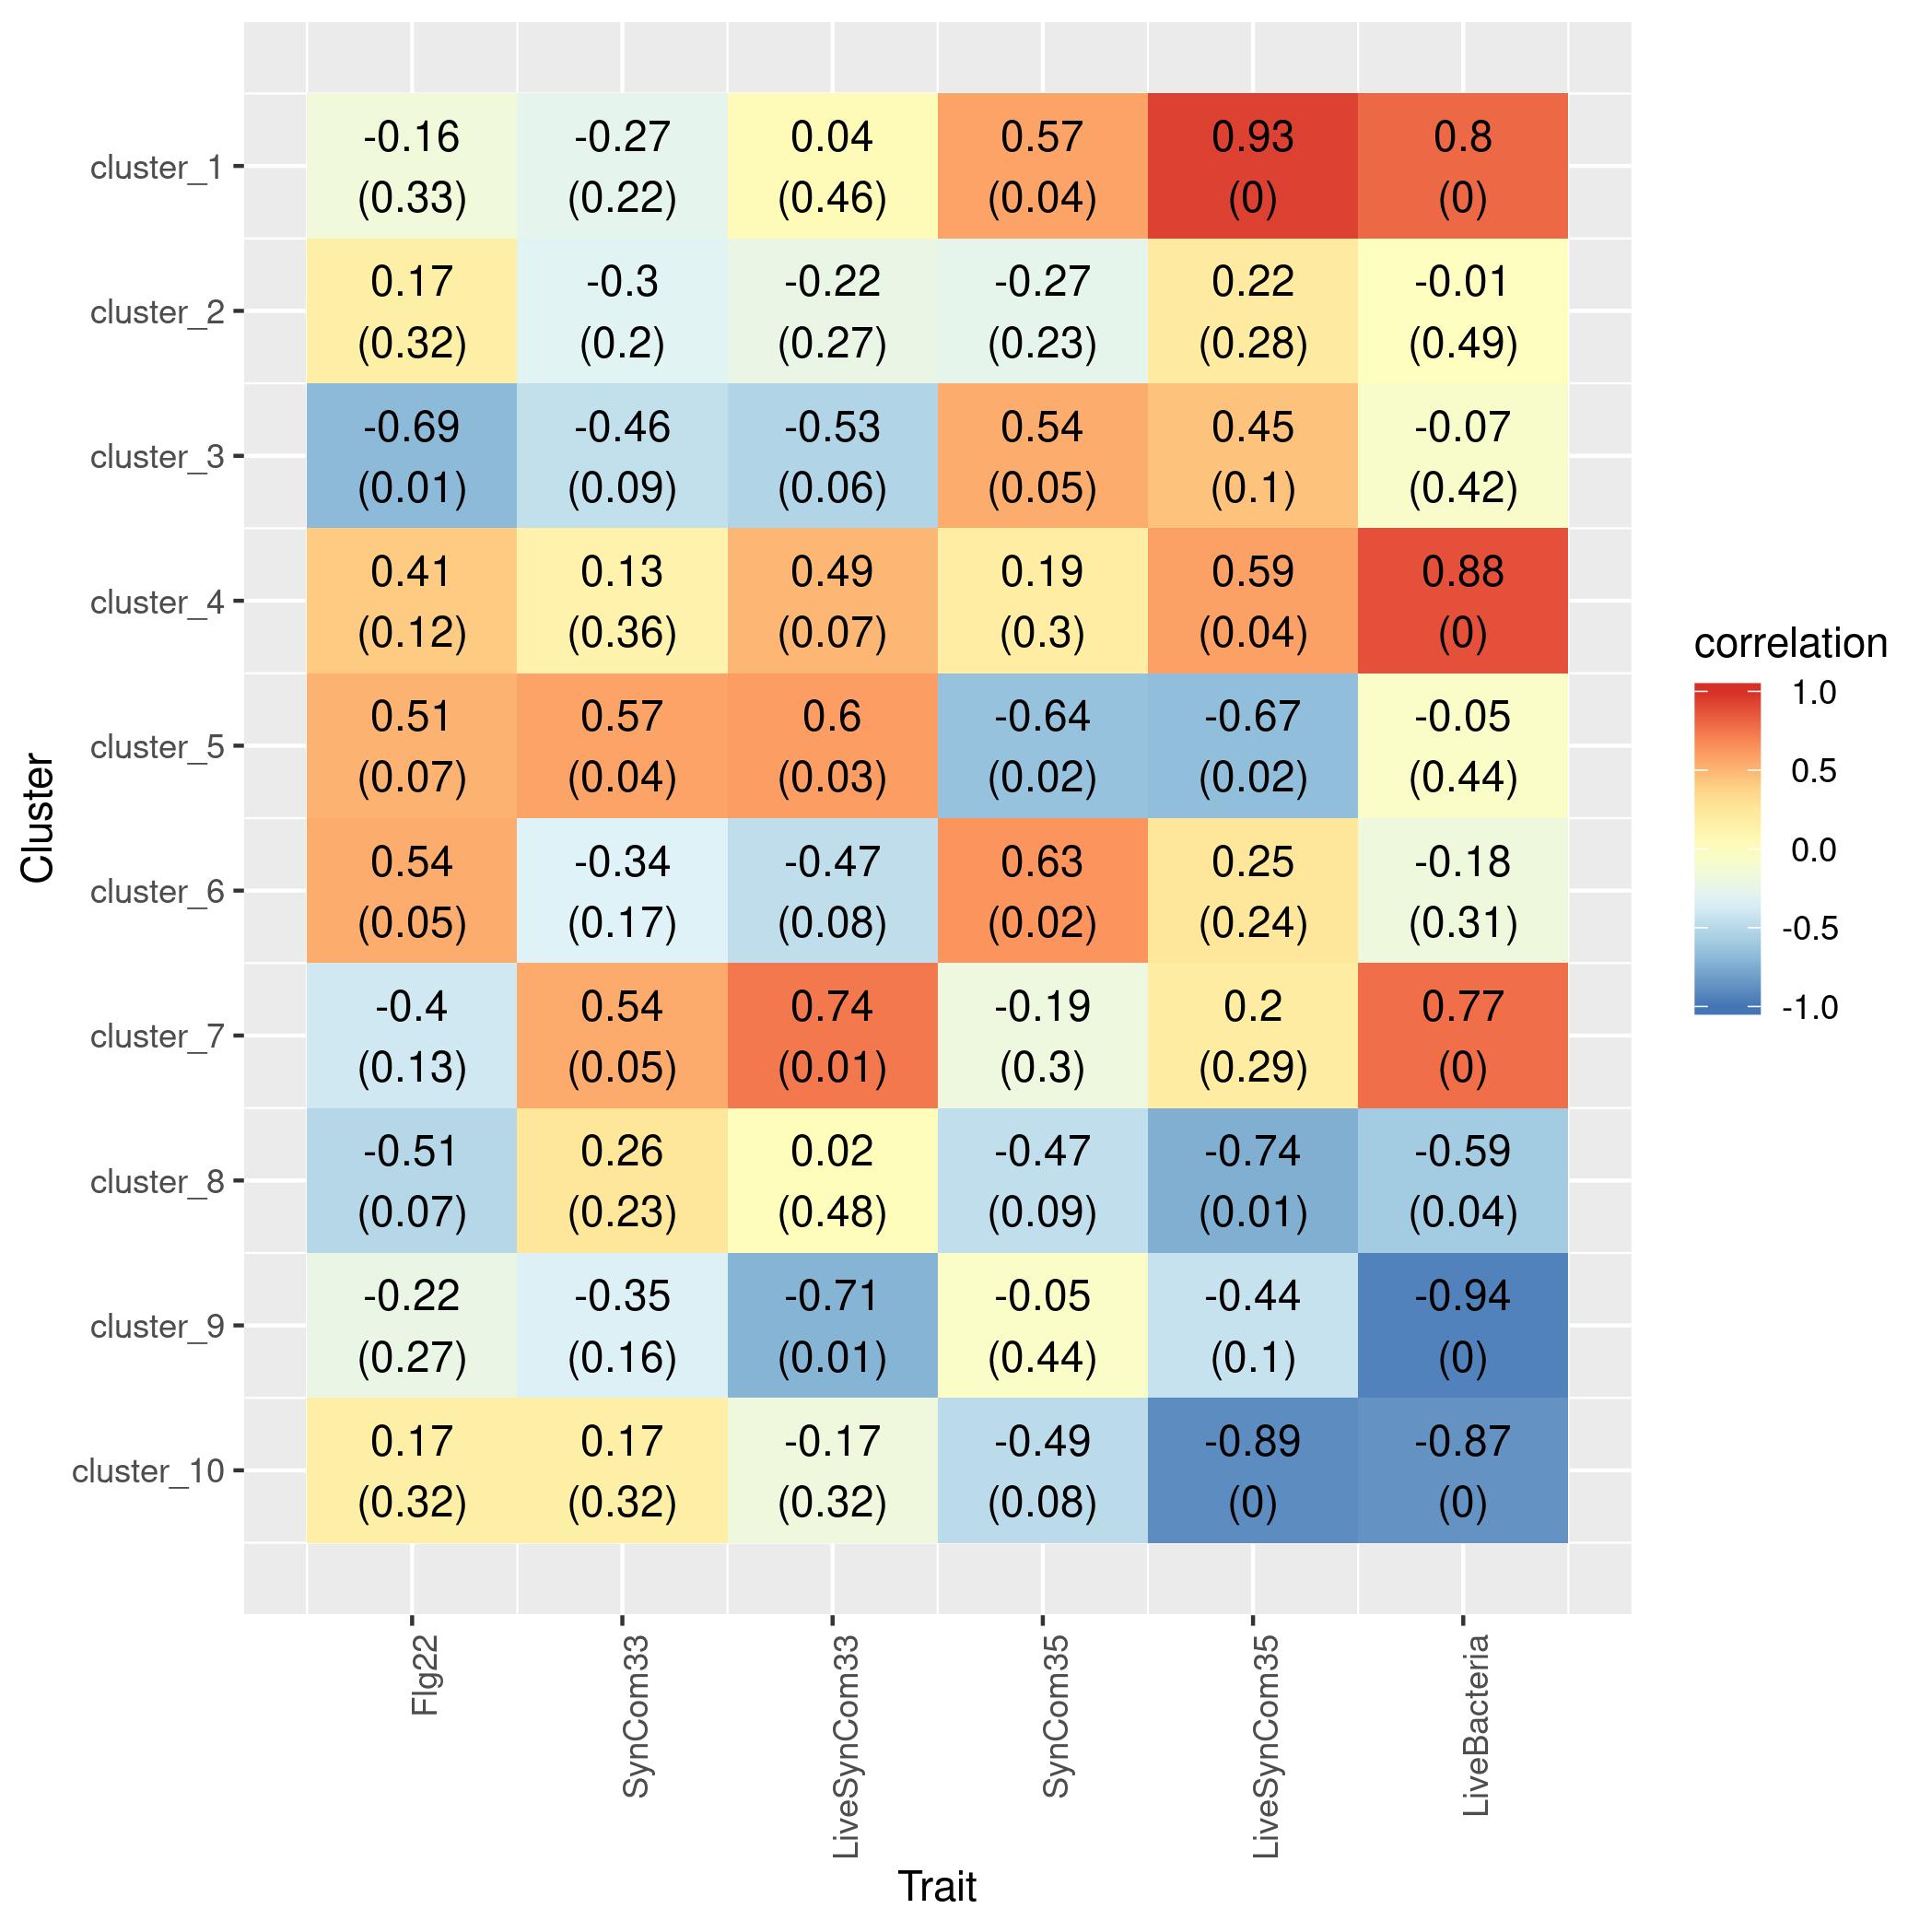 cluster_1
-0.16 -0.27 0.04 0.57 0.93 0.8
(0.33) (0.22) (0.46) (0.04) (0) (0)
cluster_2
0.17 -0.3 -0.22 -0.27 0.22 -0.01
(0.32) (0.2) (0.27) (0.23) (0.28) (0.49)
cluster_3
-0.69 -0.46 -0.53 0.54 0.45 -0.07
(0.01) (0.09) (0.06) (0.05) (0.1) (0.42)
cluster_4
0.41 0.13 0.49 0.19 0.59 0.88
(0.12) (0.36) (0.07) (0.3) (0.04) (0)
cluster_5
0.51 0.57 0.6 -0.64 -0.67 -0.05
(0.07) (0.04) (0.03) (0.02) (0.02) (0.44)
cluster_6
0.54 -0.34 -0.47 0.63 0.25 -0.18
(0.05) (0.17) (0.08) (0.02) (0.24) (0.31)
cluster_7
-0.4 0.54 0.74 -0.19 0.2 0.77
(0.13) (0.05) (0.01) (0.3) (0.29) (0)
cluster_8
-0.51 0.26 0.02 -0.47 -0.74 -0.59
(0.07) (0.23) (0.48) (0.09) (0.01) (0.04)
cluster_9
-0.22 -0.35 -0.71 -0.05 -0.44 -0.94
(0.27) (0.16) (0.01) (0.44) (0.1) (0)
cluster_10
0.17 0.17 -0.17 -0.49 -0.89 -0.87
(0.32) (0.32) (0.32) (0.08) (0) (0)
Cluster
Flg22
SynCom33
LiveSynCom33
SynCom35
LiveSynCom35
LiveBacteria
Trait
correlation
1.0
0.5
0.0
-0.5
-1.0